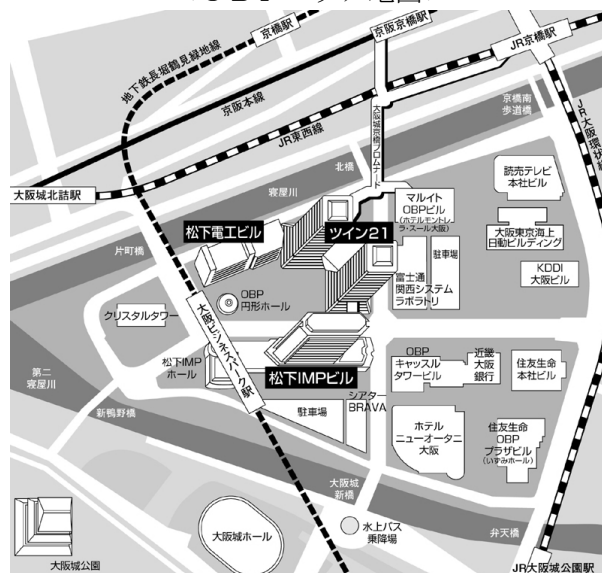 京橋駅
京阪京橋駅
JR京橋駅
地下鉄長堀鶴見緑地線
京阪本線
JR東西線
大阪城京橋プロムナード
京橋南
歩道橋
JR大阪環状線
北橋
寝屋川
大阪城北詰駅
片町橋
読売テレビ
本社ビル
マルイト
OBPビル
(ホテルモントレ
ラ・スール大阪)
松下電工ビル
ツイン21
大阪東京海上
日動ビルディング
駐車場
富士通
関西システム
ラボラトリ
KDDI
大阪ビル
OBP
円形ホール
クリスタルタワー
大阪ビジネスパーク駅
松下IMP
ホール
松下IMPビル
OBP
キャッスル
タワービル
近畿
大阪
銀行
住友生命
本社ビル
第二
寝屋川
新鴫野橋
駐車場
シアター
BRAVA
ホテル
ニューオータニ
大阪
住友生命
OBP
プラザビル
(いずみホール)
大阪城
新橋
水上バス
乗降場
弁天橋
大阪城ホール
大阪城公園
JR大阪城公園駅